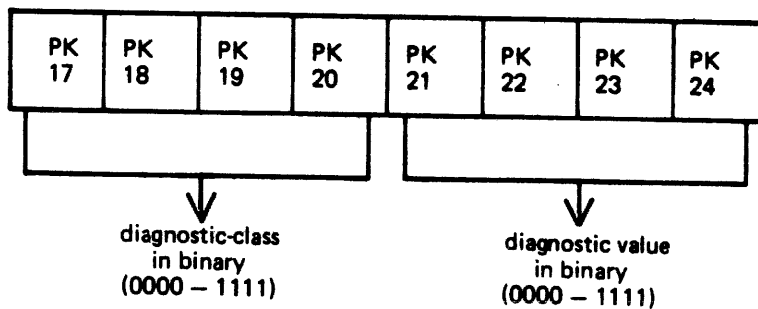 PK PK PK PK PK PK PK PK
17 18 19 20 21 22 23 24
diagnostic-class
in binary
(0000 – 1111)
diagnostic value
in binary
(0000 – 1111)